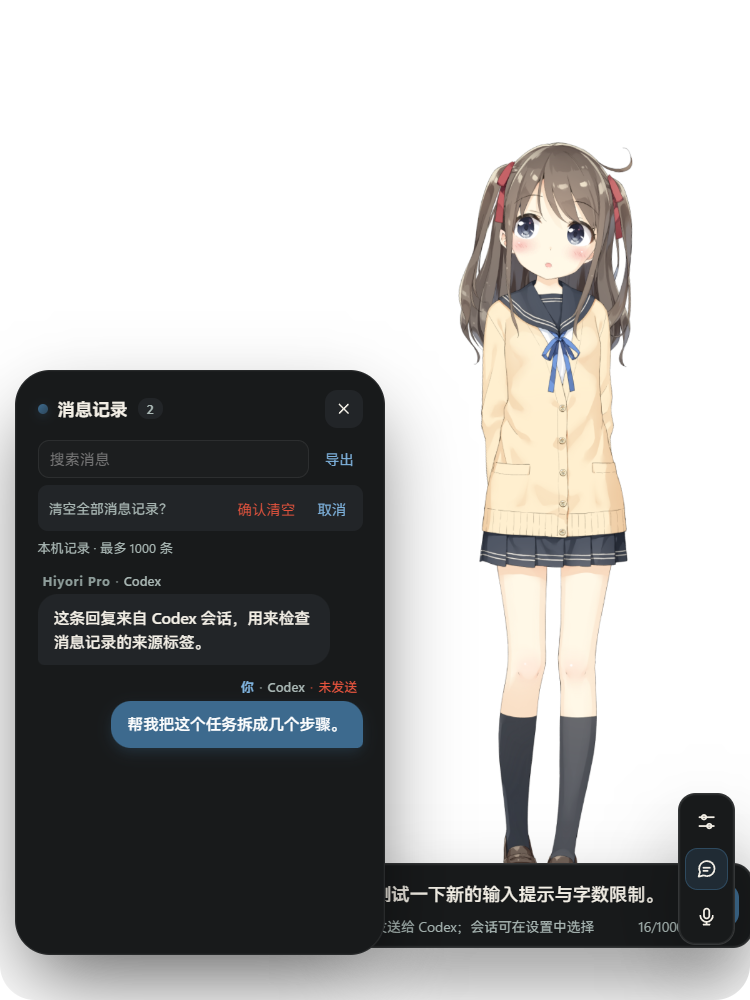 消息记录 2
搜索消息 导出
清空全部消息记录? 确认清空 取消
本机记录 · 最多 1000 条
Hiyori Pro · Codex
这条回复来自 Codex 会话，用来检查
消息记录的来源标签。
你 · Codex · 未发送
帮我把这个任务拆成几个步骤。
试一下新的输入提示与字数限制。
送给 Codex；会话可在设置中选择 16/100